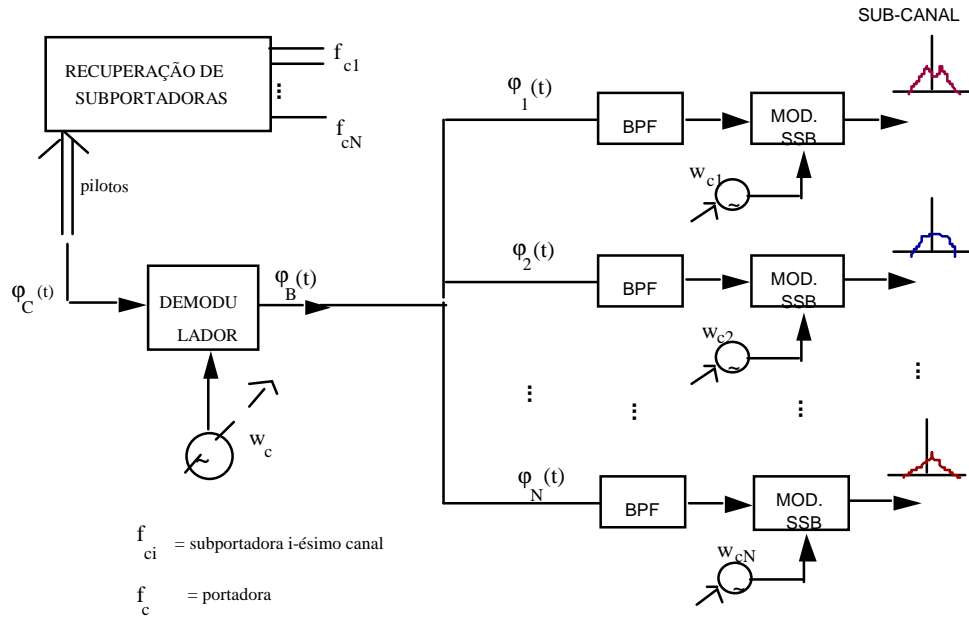 SUB-CANAL
RECUPERAÇÃO DE
SUBPORTADORAS
f c1
f cN
pilotos
φ C (t)
DEMODU
LADOR
φ B (t)
w c
φ 1 (t)
BPF
MOD.
SSB
w c1
~
φ 2 (t)
BPF
MOD.
SSB
w c2
~
...
...
...
...
φ N (t)
BPF
MOD.
SSB
w cN
~
f ci = subportadora i-ésimo canal
f c = portadora